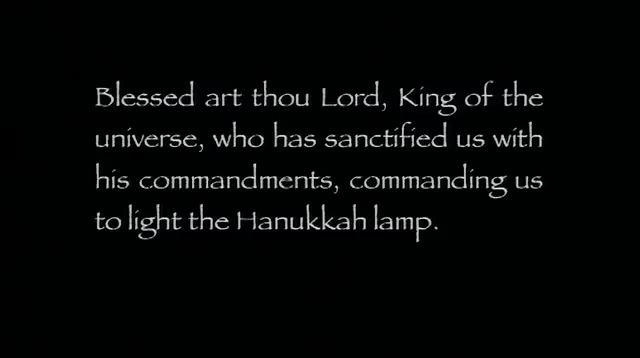 Blessed art thou Lord, King of the
universe, who has sanctified us with
his commandments, commanding us
to light the Hanukkah lamp.